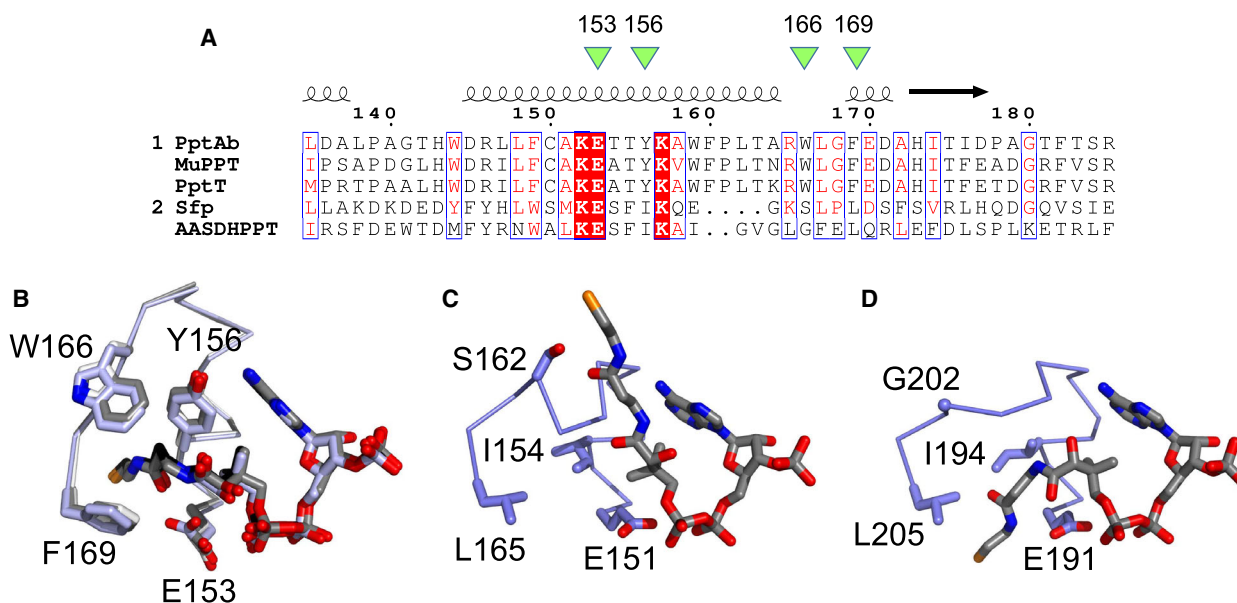 A
153 156 166 169
140 150 160 170 180
1 PptAb LDALPAGTHWDRLLFCAKETTYKAWFPLTARWLGFEDAHITIDPAGTFTSR
MuPPT IPSAPDGLHWDRILFCAKEATYKVWFPLTNRWLGFEDAHITFEADGRFVSR
PptT MPRTPAALHWDRILFCAKEATYKAWFPLTKRWLGFEDAHITFETDGRFVSR
2 Sfp LLAKDKDEDYFYHLWSMKESFIKQE....GKSLPLDSFSVRLHQDGQVSIE
AASDHPPT IRSFDEWTDMFYRNWALKESFIKAI..GVGLGFELQRLEFDLSPLKETRLF
B
W166
Y156
F169
E153
C
S162
I154
L165
E151
D
G202
I194
L205
E191